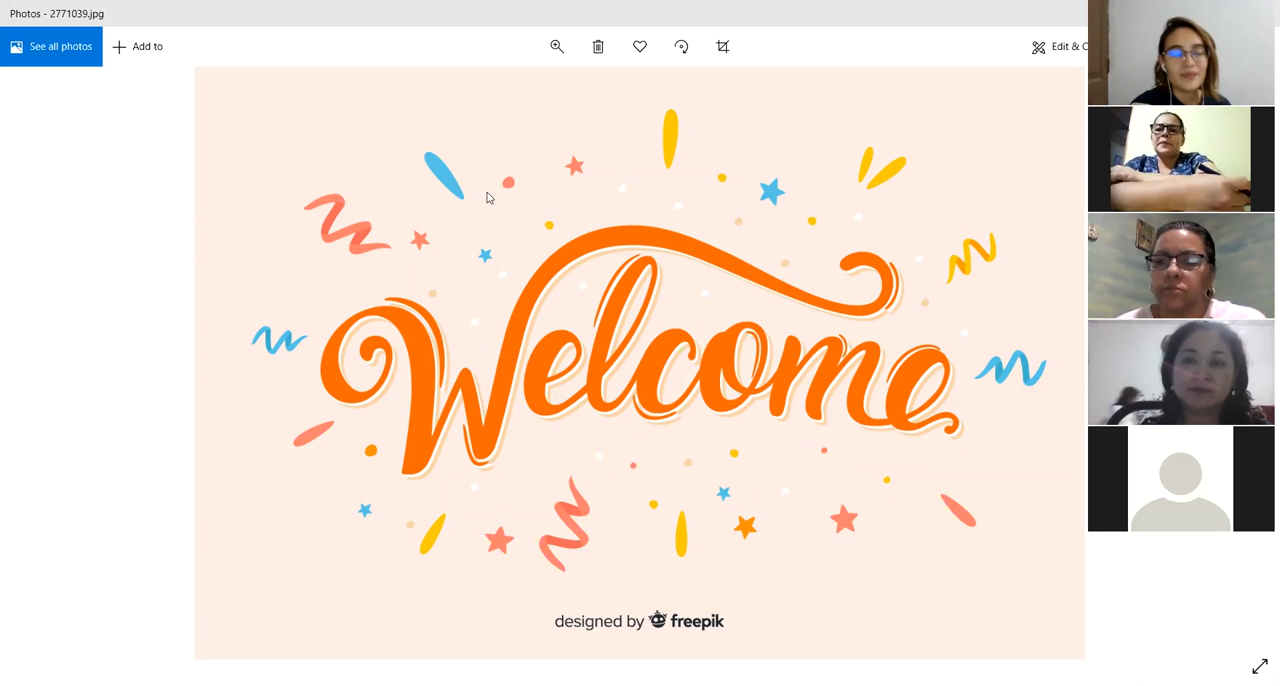 Photos - 2771039.jpg
See all photos
Add to
Edit & C
Welcome
designed by freepik